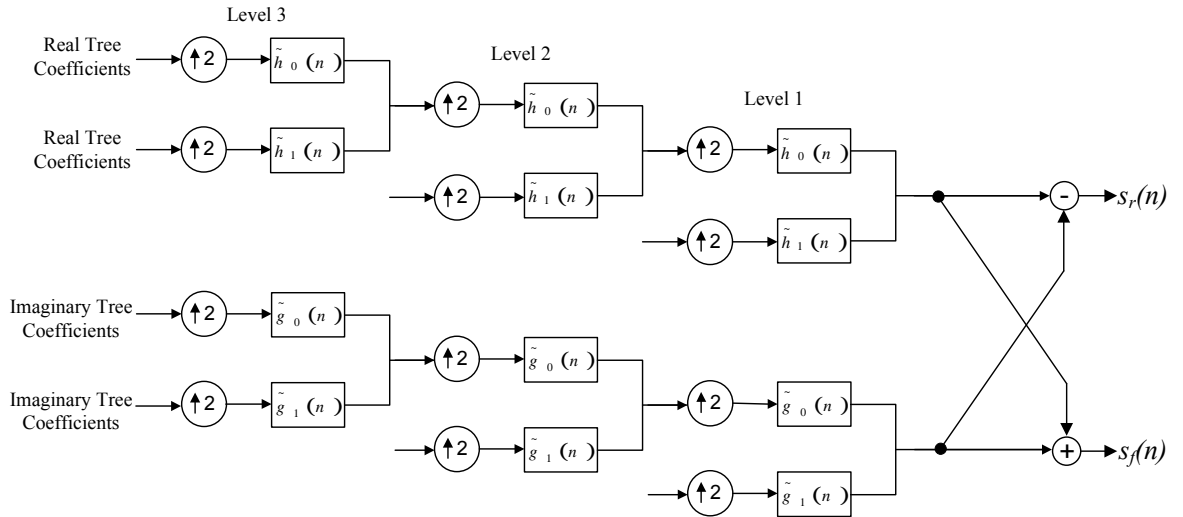 Level 3
Real Tree
Coefficients
↑2
h̃ 0 (n)
Level 2
↑2
h̃ 0 (n)
Level 1
Real Tree
Coefficients
↑2
h̃ 1 (n)
↑2
h̃ 0 (n)
↑2
h̃ 1 (n)
-
sr(n)
↑2
h̃ 1 (n)
Imaginary Tree
Coefficients
↑2
g̃ 0 (n)
↑2
g̃ 0 (n)
Imaginary Tree
Coefficients
↑2
g̃ 1 (n)
↑2
g̃ 0 (n)
↑2
g̃ 1 (n)
+
sf(n)
↑2
g̃ 1 (n)